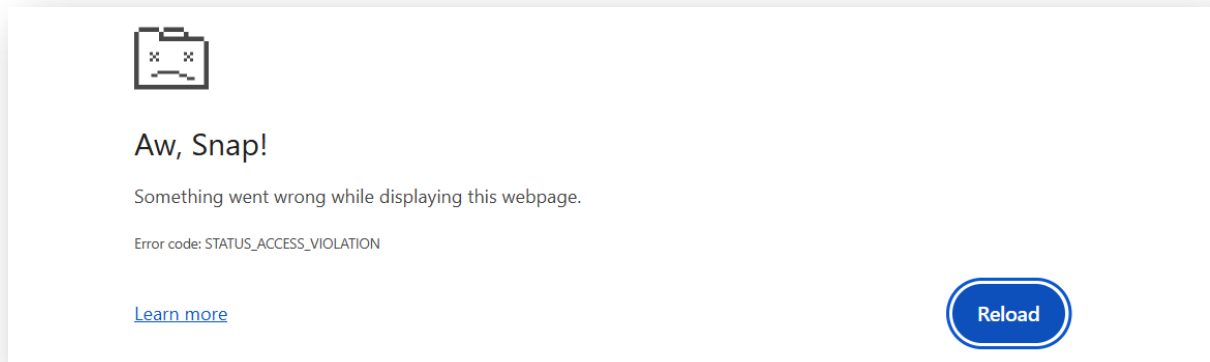 Aw, Snap!
Something went wrong while displaying this webpage.
Error code: STATUS_ACCESS_VIOLATION
Learn more
Reload